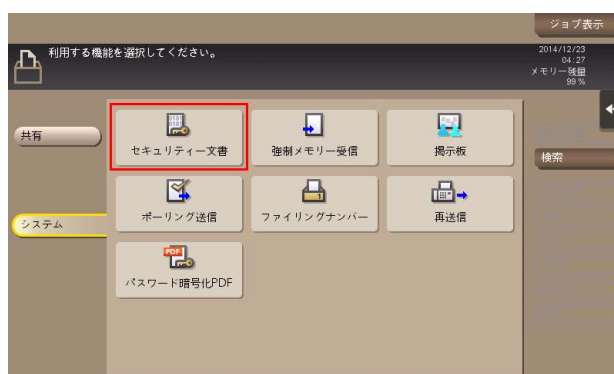 ジョブ表示
利用する機能を選択してください。
2014/12/23
04:27
メモリー残量
99 %
共有
セキュリティー文書
強制メモリー受信
掲示板
検索
システム
ポーリング送信
ファイリングナンバー
再送信
PDF
パスワード暗号化PDF